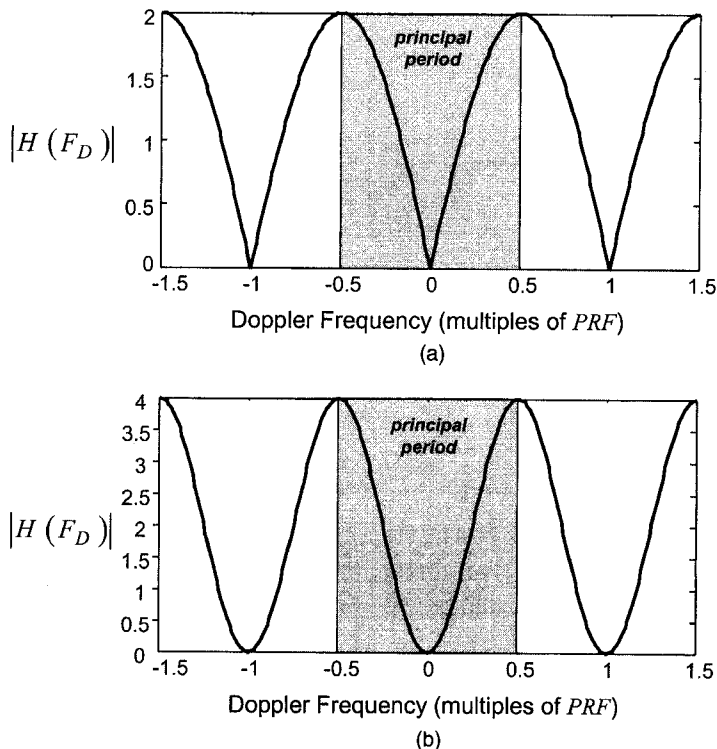 2
1.5
1
0.5
0
principal
period
|H (F_D)|
-1.5 -1 -0.5 0 0.5 1 1.5
Doppler Frequency (multiples of PRF)
(a)
4
3.5
3
2.5
2
1.5
1
0.5
0
principal
period
|H (F_D)|
-1.5 -1 -0.5 0 0.5 1 1.5
Doppler Frequency (multiples of PRF)
(b)